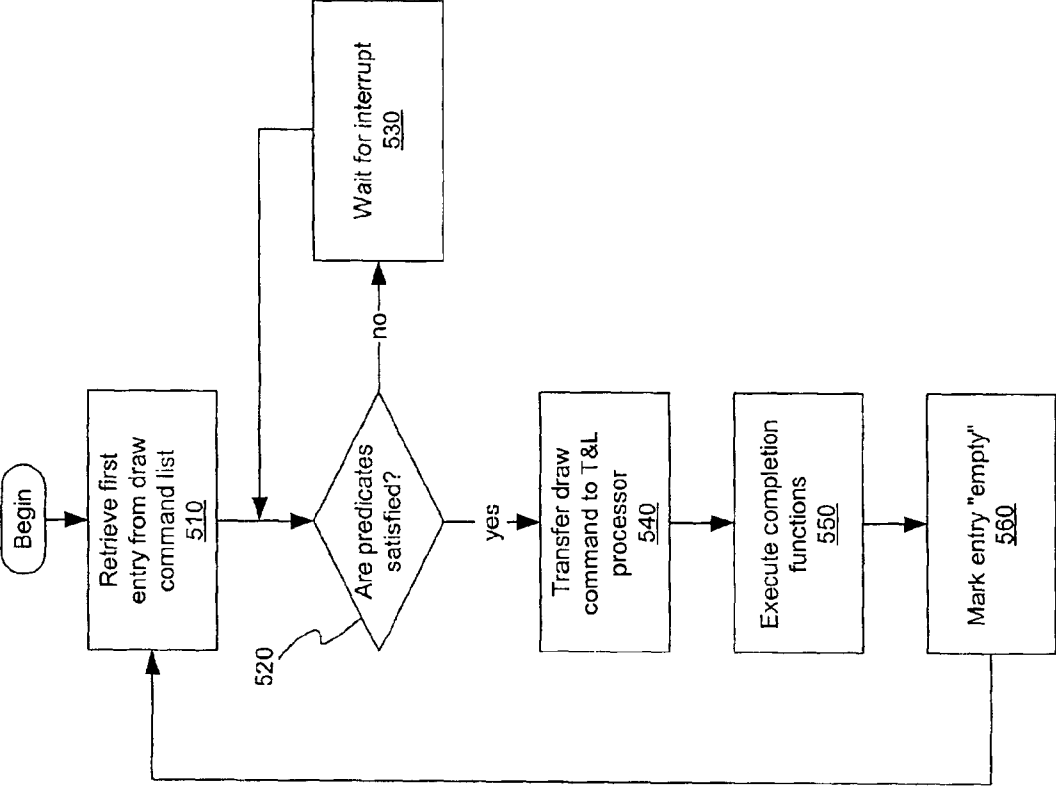 Begin
Retrieve first
entry from draw
command list
510
Are predicates
satisfied?
520
no
Wait for interrupt
530
yes
Transfer draw
command to T&L
processor
540
Execute completion
functions
550
Mark entry "empty"
560